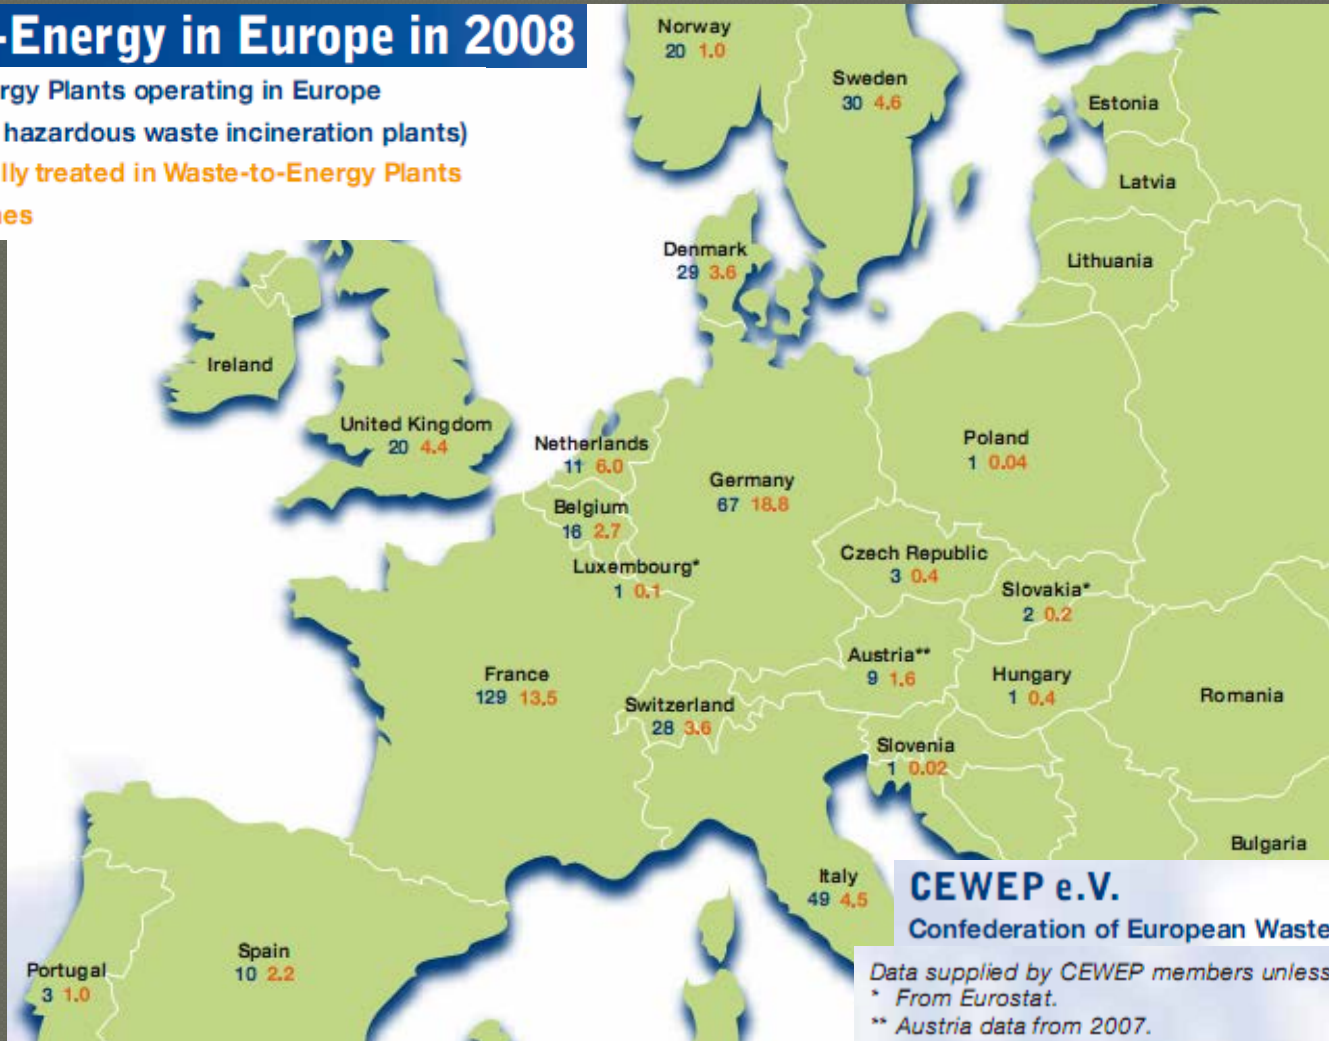 -Energy in Europe in 2008
rgy Plants operating in Europe
hazardous waste incineration plants)
lly treated in Waste-to-Energy Plants
nes
Norway
20 1.0
Sweden
30 4.6
Estonia
Latvia
Denmark
29 3.6
Lithuania
Ireland
United Kingdom
20 4.4
Netherlands
11 6.0
Poland
1 0.04
Germany
67 18.8
Belgium
16 2.7
Czech Republic
3 0.4
Luxembourg*
1 0.1
Slovakia*
2 0.2
Austria**
9 1.6
France
129 13.5
Hungary
1 0.4
Romania
Switzerland
28 3.6
Slovenia
1 0.02
Bulgaria
Italy
49 4.5
Spain
10 2.2
Portugal
3 1.0
CEWEP e.V.
Confederation of European Waste
Data supplied by CEWEP members unless
* From Eurostat.
** Austria data from 2007.